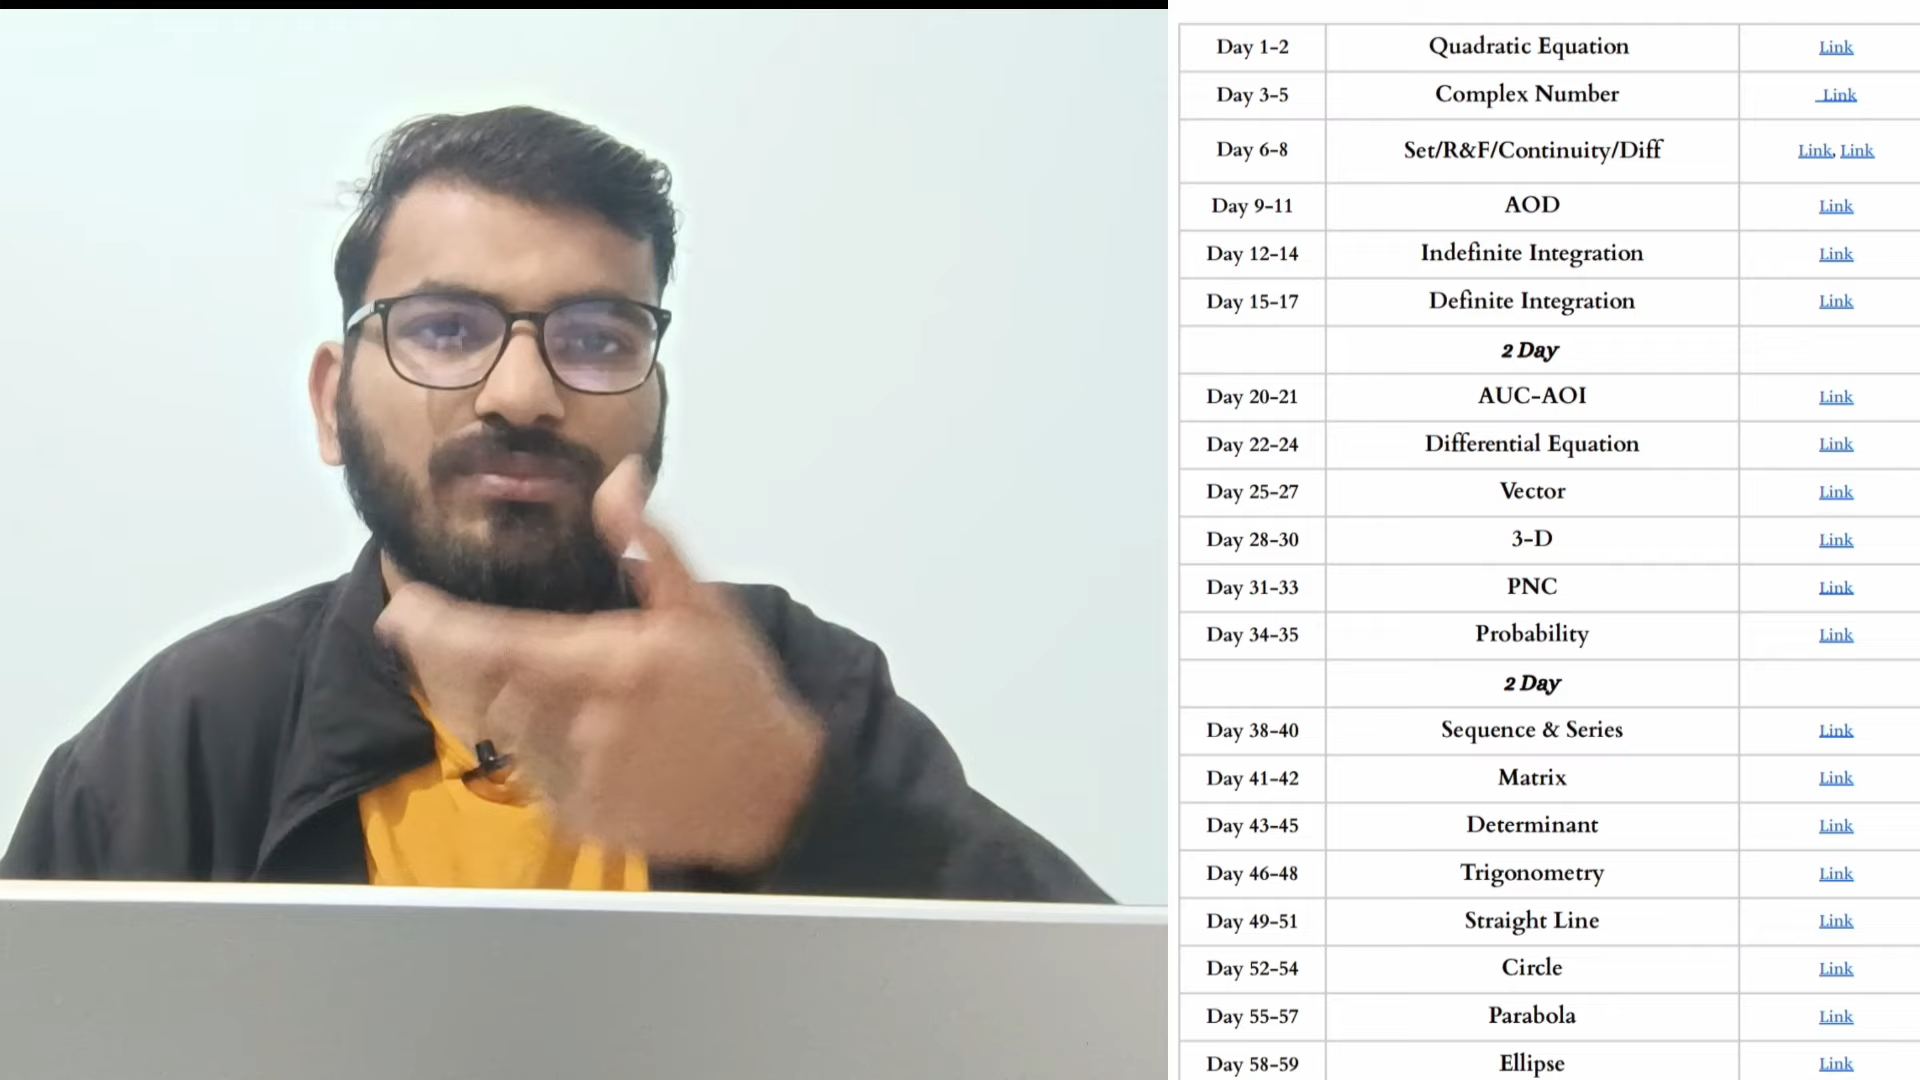 Day 1-2 Quadratic Equation Link
Day 3-5 Complex Number Link
Day 6-8 Set/R&F/Continuity/Diff Link, Link
Day 9-11 AOD Link
Day 12-14 Indefinite Integration Link
Day 15-17 Definite Integration Link
2 Day
Day 20-21 AUC-AOI Link
Day 22-24 Differential Equation Link
Day 25-27 Vector Link
Day 28-30 3-D Link
Day 31-33 PNC Link
Day 34-35 Probability Link
2 Day
Day 38-40 Sequence & Series Link
Day 41-42 Matrix Link
Day 43-45 Determinant Link
Day 46-48 Trigonometry Link
Day 49-51 Straight Line Link
Day 52-54 Circle Link
Day 55-57 Parabola Link
Day 58-59 Ellipse Link